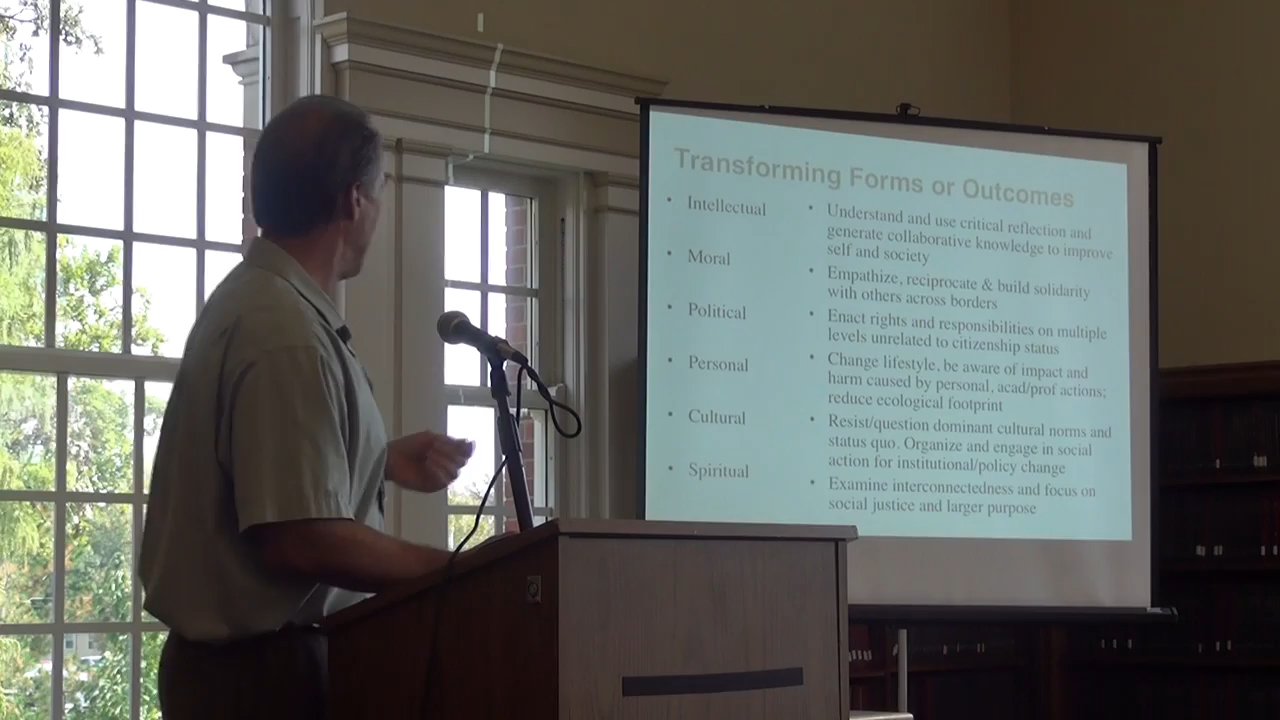 Transforming Forms or Outcomes
• Intellectual
• Moral
• Political
• Personal
• Cultural
• Spiritual
• Understand and use critical reflection and
generate collaborative knowledge to improve
self and society
• Empathize, reciprocate & build solidarity
with others across borders
• Enact rights and responsibilities on multiple
levels unrelated to citizenship status
• Change lifestyle, be aware of impact and
harm caused by personal, acad/prof actions;
reduce ecological footprint
• Resist/question dominant cultural norms and
status quo. Organize and engage in social
action for institutional/policy change
• Examine interconnectedness and focus on
social justice and larger purpose